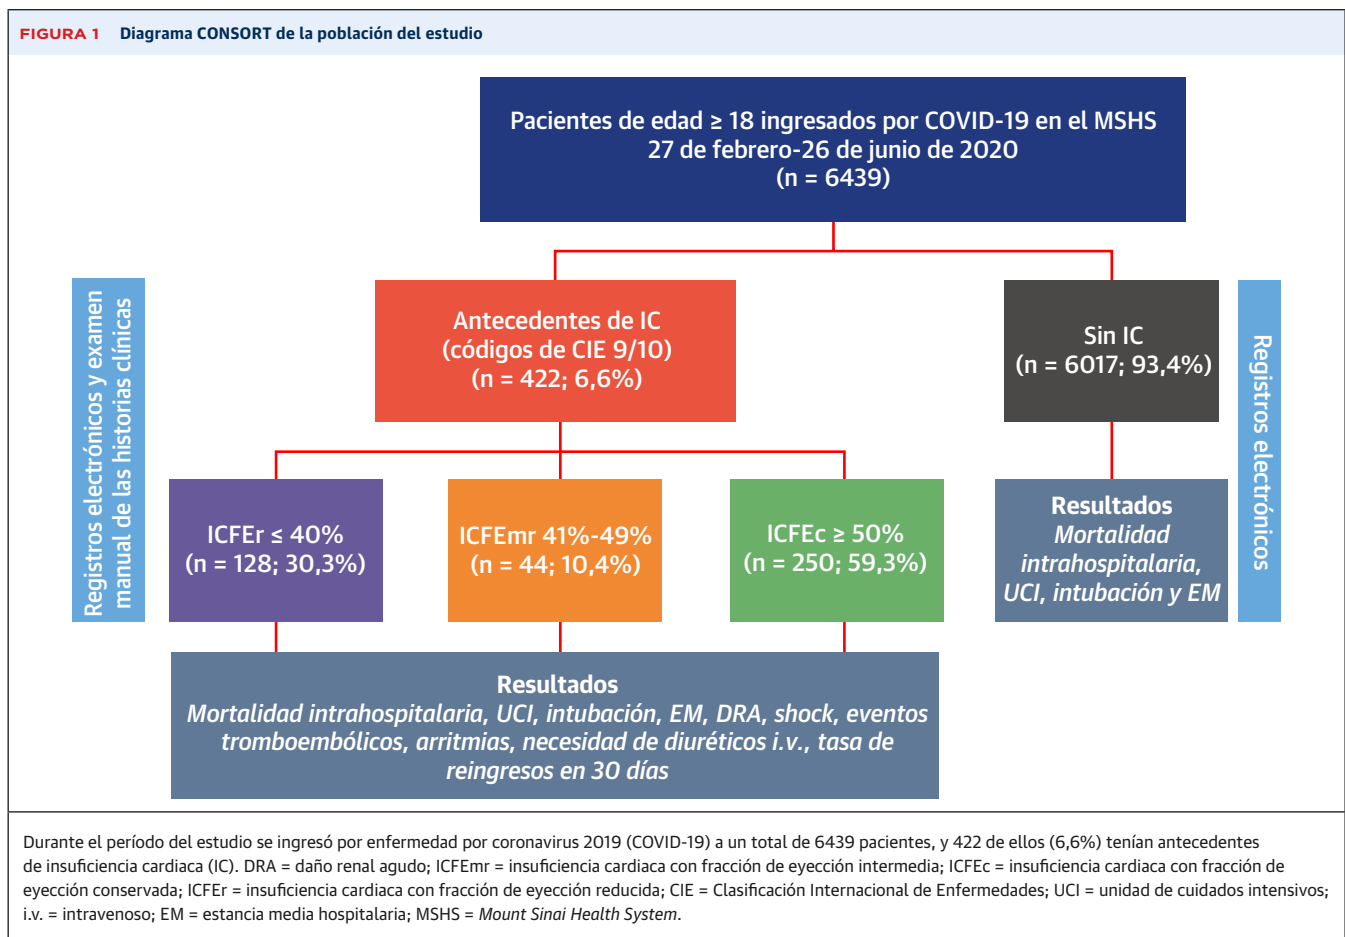 FIGURA 1 Diagrama CONSORT de la población del estudio
Pacientes de edad ≥ 18 ingresados por COVID-19 en el MSHS
27 de febrero-26 de junio de 2020
(n = 6439)
Registros electrónicos y examen
manual de las historias clínicas
Antecedentes de IC
(códigos de CIE 9/10)
(n = 422; 6,6%)
Sin IC
(n = 6017; 93,4%)
Registros electrónicos
ICFEr ≤ 40%
(n = 128; 30,3%)
ICFEmr 41%-49%
(n = 44; 10,4%)
ICFEc ≥ 50%
(n = 250; 59,3%)
Resultados
Mortalidad
intrahospitalaria,
UCI, intubación y EM
Resultados
Mortalidad intrahospitalaria, UCI, intubación, EM, DRA, shock, eventos
tromboembólicos, arritmias, necesidad de diuréticos i.v., tasa de
reingresos en 30 días
Durante el período del estudio se ingresó por enfermedad por coronavirus 2019 (COVID-19) a un total de 6439 pacientes, y 422 de ellos (6,6%) tenían antecedentes
de insuficiencia cardiaca (IC). DRA = daño renal agudo; ICFEmr = insuficiencia cardiaca con fracción de eyección intermedia; ICFEc = insuficiencia cardiaca con fracción de
eyección conservada; ICFEr = insuficiencia cardiaca con fracción de eyección reducida; CIE = Clasificación Internacional de Enfermedades; UCI = unidad de cuidados intensivos;
i.v. = intravenoso; EM = estancia media hospitalaria; MSHS = Mount Sinai Health System.